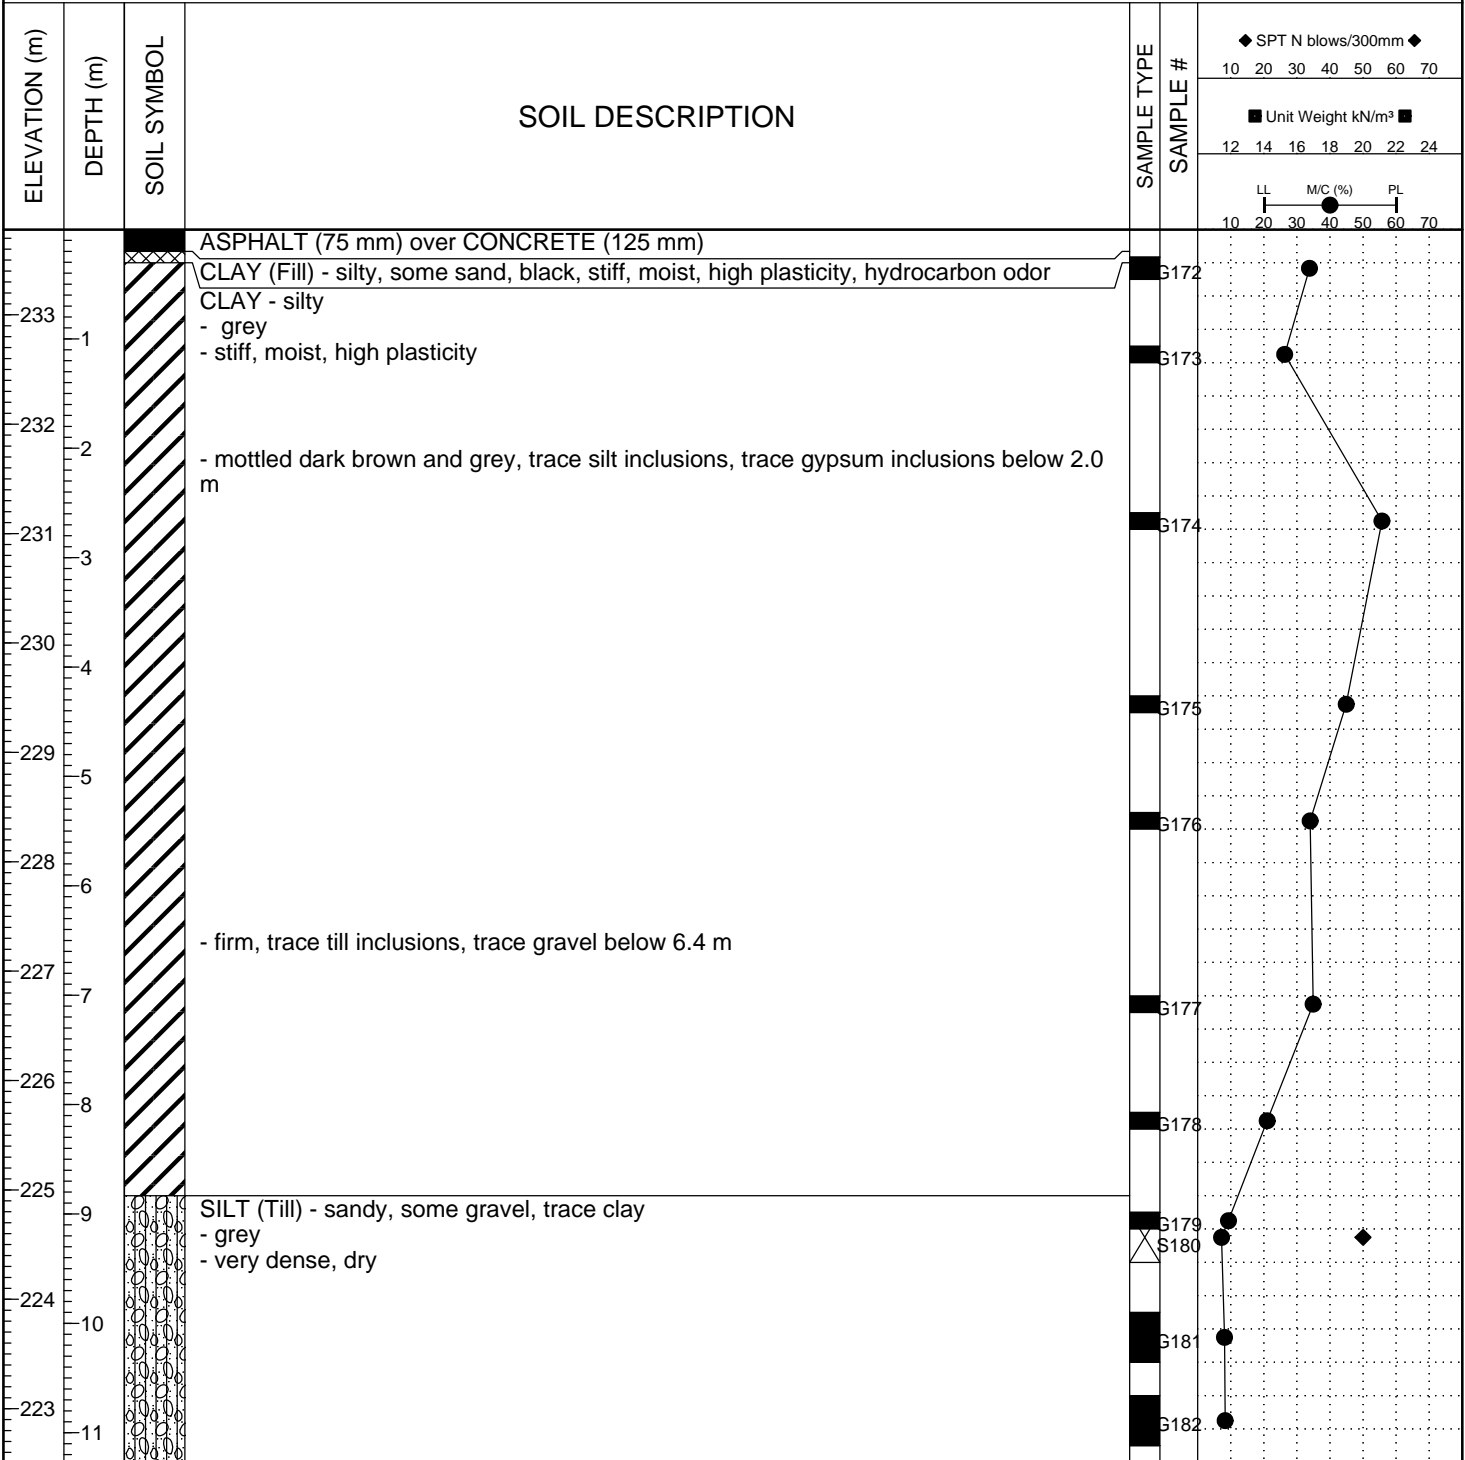 ELEVATION (m)
DEPTH (m)
SOIL SYMBOL
SOIL DESCRIPTION
SAMPLE TYPE
SAMPLE #
◆ SPT N blows/300mm ◆
10 20 30 40 50 60 70
■ Unit Weight kN/m³ ■
12 14 16 18 20 22 24
LL M/C (%) PL
10 20 30 40 50 60 70
ASPHALT (75 mm) over CONCRETE (125 mm)
CLAY (Fill) - silty, some sand, black, stiff, moist, high plasticity, hydrocarbon odor
G172
CLAY - silty
233
- grey
1
- stiff, moist, high plasticity
G173
232
2
- mottled dark brown and grey, trace silt inclusions, trace gypsum inclusions below 2.0
m
G174
231
3
230
4
G175
229
5
G176
228
6
- firm, trace till inclusions, trace gravel below 6.4 m
227
7
G177
226
8
G178
225
SILT (Till) - sandy, some gravel, trace clay
9
G179
- grey
S180
- very dense, dry
224
10
G181
223
G182
11